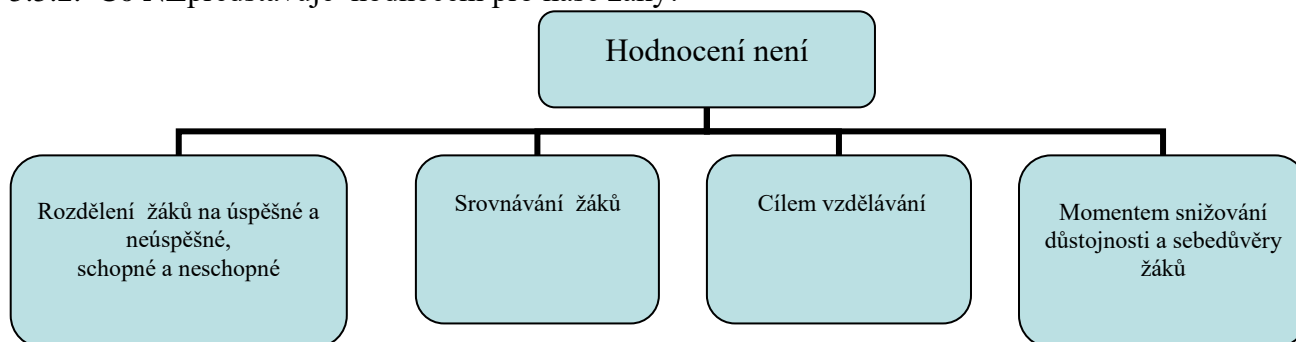 Hodnocení není
Rozdělení žáků na úspěšné a
neúspěšné,
schopné a neschopné
Srovnávání žáků
Cílem vzdělávání
Momentem snižování
důstojnosti a sebedůvěry
žáků